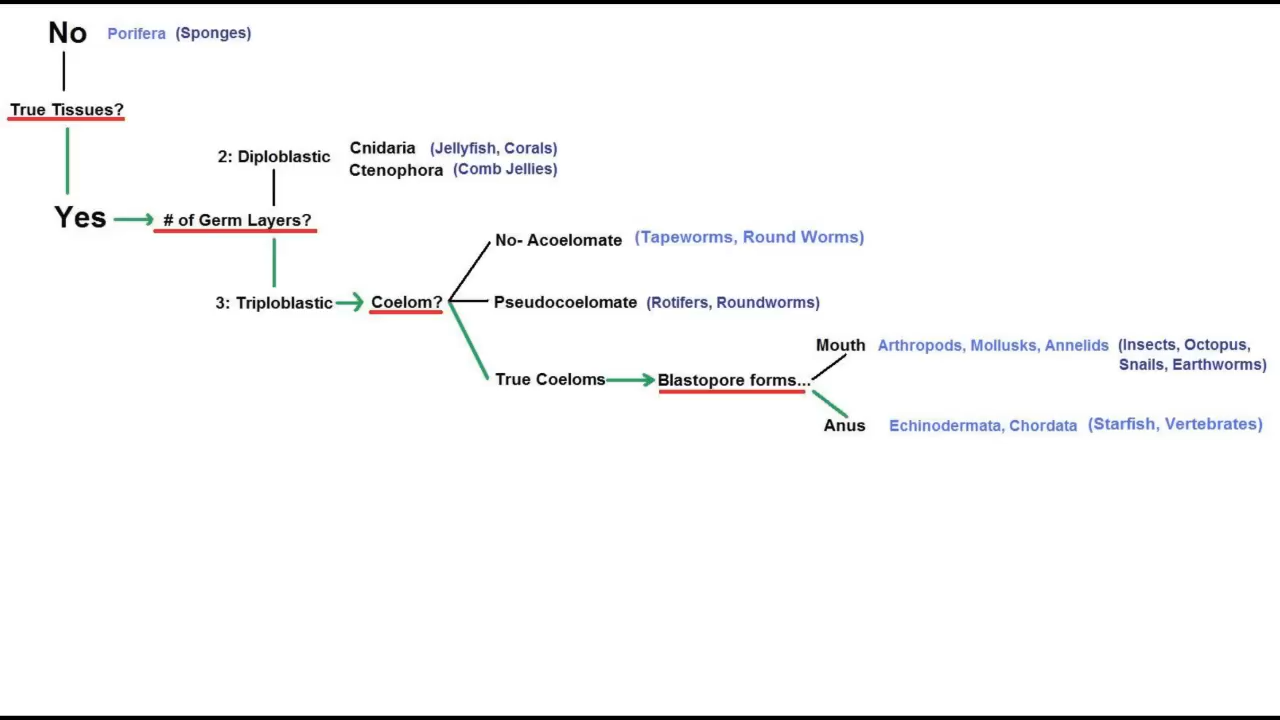 No Porifera (Sponges)
True Tissues?
2: Diploblastic Cnidaria (Jellyfish, Corals)
Ctenophora (Comb Jellies)
Yes # of Germ Layers?
No- Acoelomate (Tapeworms, Round Worms)
3: Triploblastic Coelom? Pseudocoelomate (Rotifers, Roundworms)
Mouth Arthropods, Mollusks, Annelids (Insects, Octopus,
Snails, Earthworms)
True Coeloms Blastopore forms...
Anus Echinodermata, Chordata (Starfish, Vertebrates)